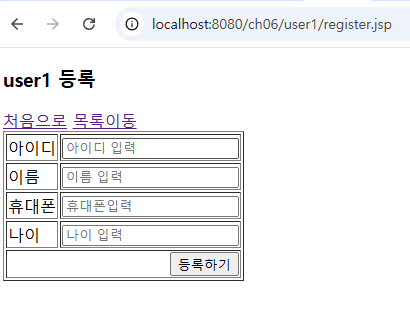 localhost:8080/ch06/user1/register.jsp
user1 등록
처음으로 목록이동
아이디 아이디 입력
이름 이름 입력
휴대폰 휴대폰입력
나이 나이 입력
등록하기